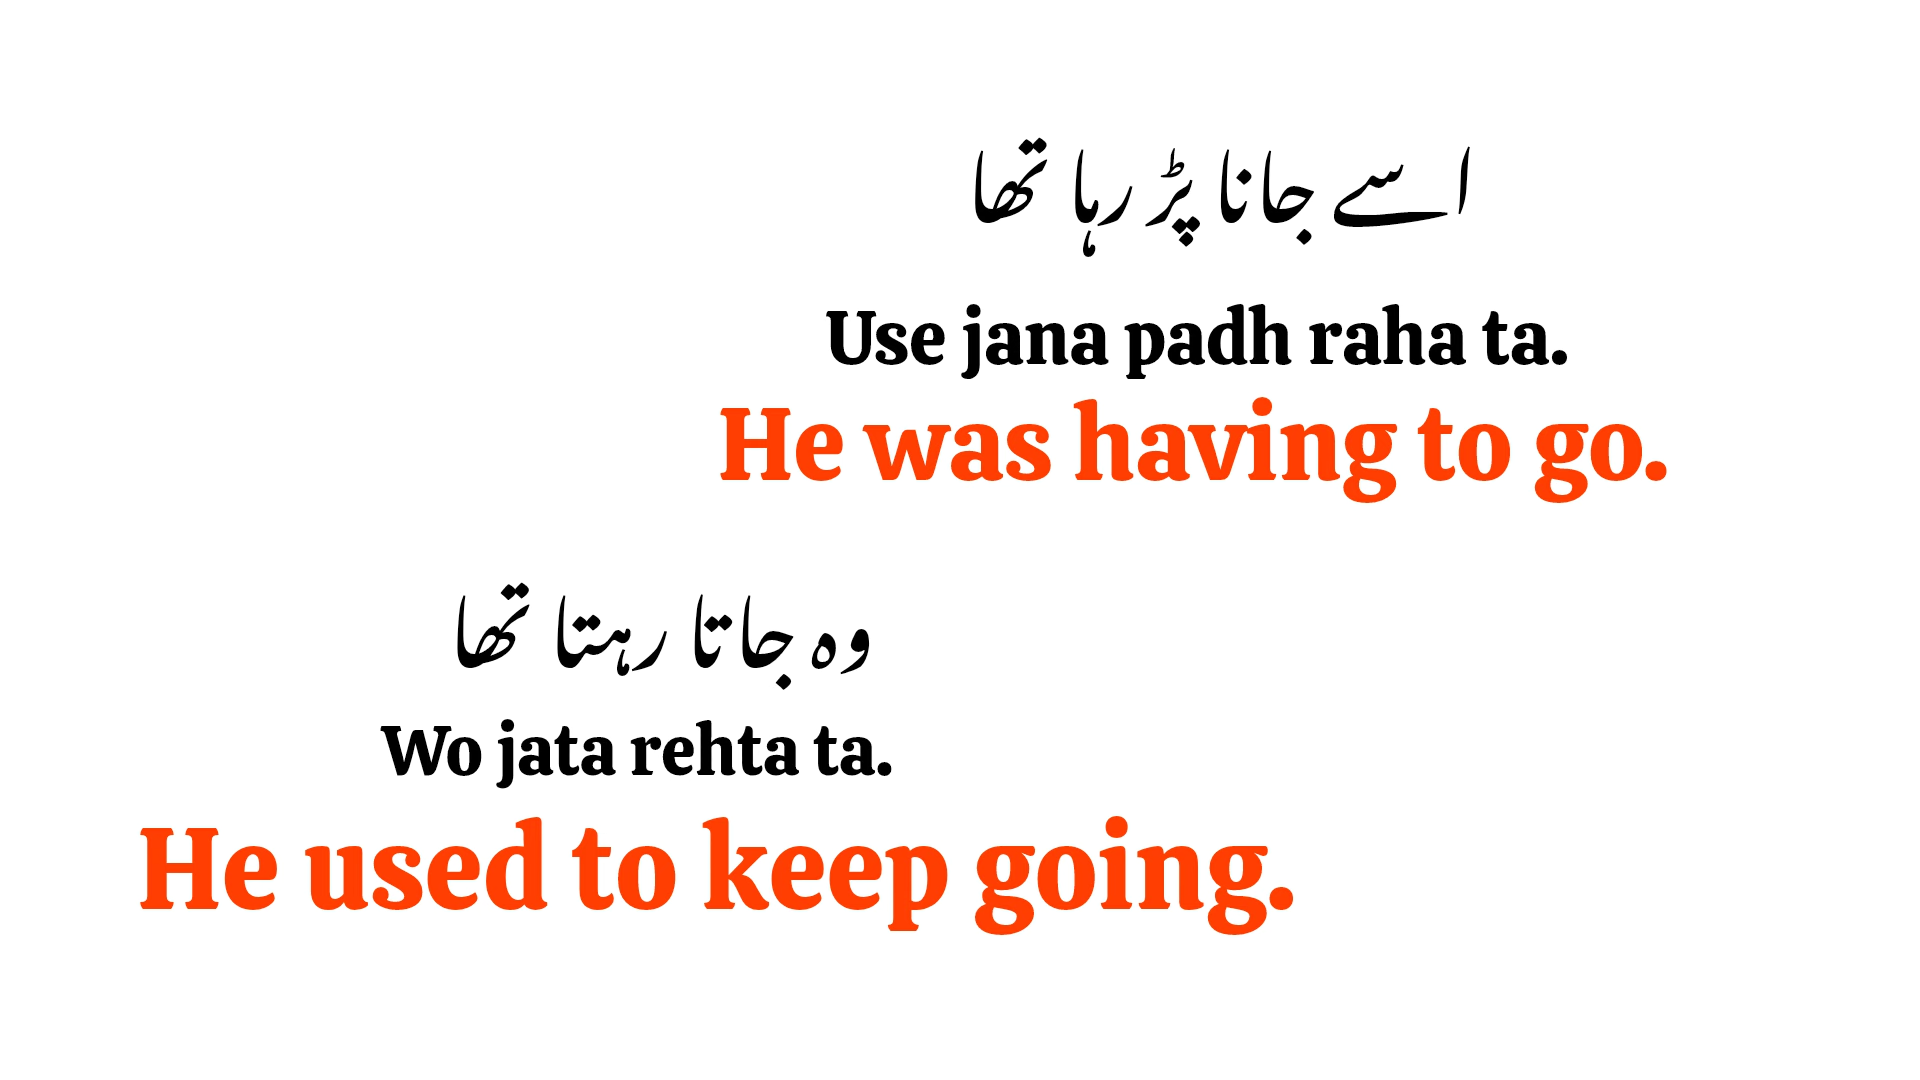 اسے جانا پڑ رہا تھا
Use jana padh raha ta.
He was having to go.
وہ جاتا رہتا تھا
Wo jata rehta ta.
He used to keep going.